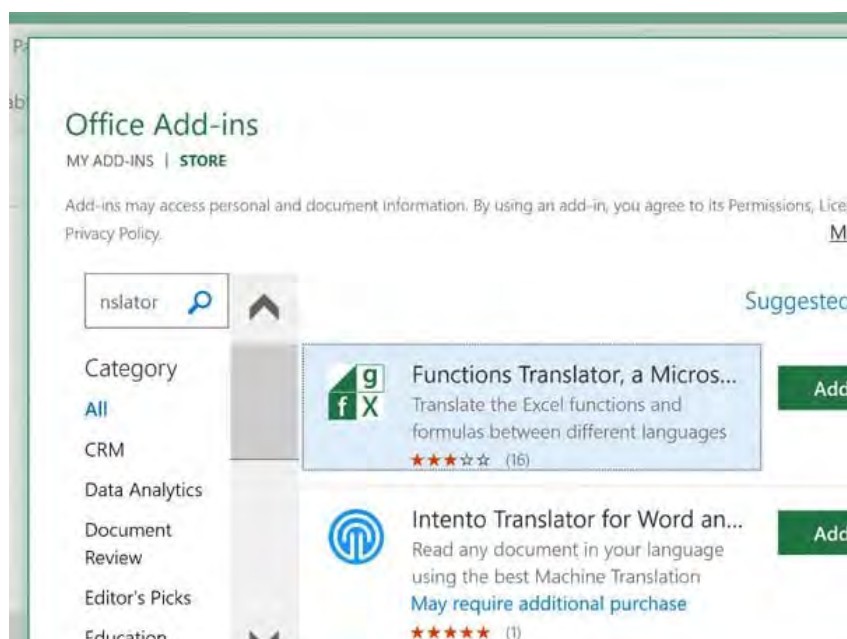 Office Add-ins
MY ADD-INS | STORE
Add-ins may access personal and document information. By using an add-in, you agree to its Permissions, Lice
Privacy Policy.
M
nslator
Suggested
Category
All
CRM
Data Analytics
Document
Review
Editor's Picks
Education
Functions Translator, a Micros...
Translate the Excel functions and
formulas between different languages
(16)
Add
Intento Translator for Word an...
Read any document in your language
using the best Machine Translation
May require additional purchase
(1)
Add